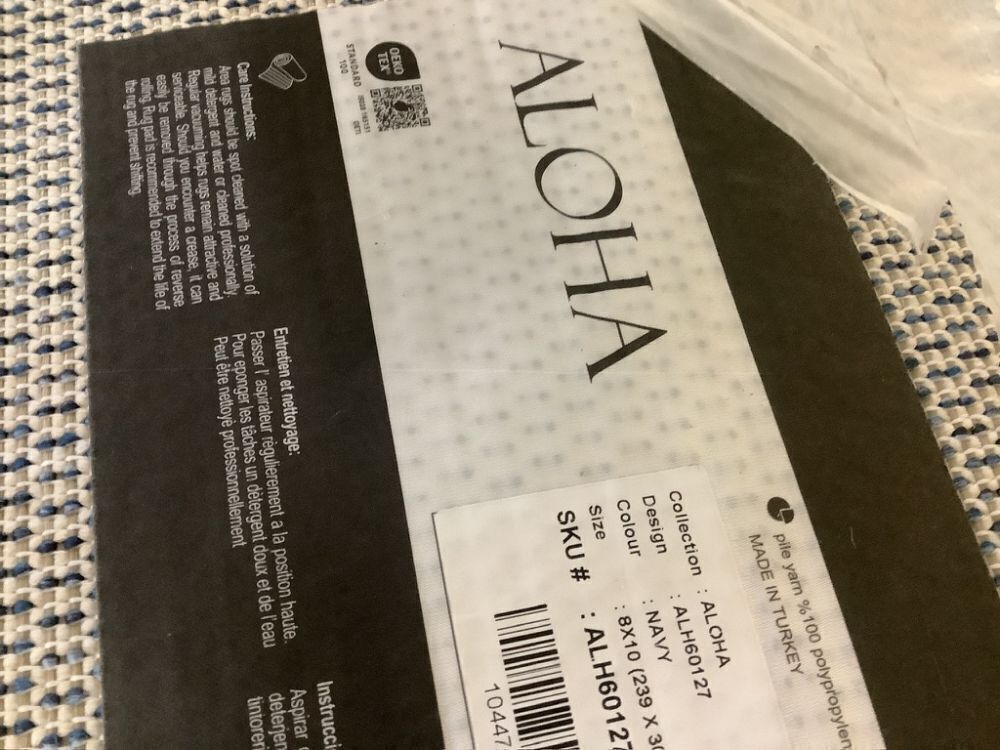 ALOHA
OEKO
TEX®
STANDARD
100
pile yarn %100 polypropylen
MADE IN TURKEY
Collection : ALOHA
Design : ALH60127
Colour : NAVY
Size : 8X10 (239 X 30
SKU # : ALH60127
10447
Care Instructions:
Area rugs should be spot cleaned with a solution of
mild detergent and water or cleaned professionally.
Regular vacuuming helps rugs remain attractive and
serviceable. Should you encounter a crease, it can
easily be removed through the process of reverse
rolling. Rug pad is recommended to extend the life of
the rug and prevent shifting.
Entretien et nettoyage:
Passer l' aspirateur règulierement a la position haute.
Pour eponger les tâches un dètergent doux et de l'eau
Peut être nettoyè professionnellement
Instrucci
Aspirar
deterjen
tintorer